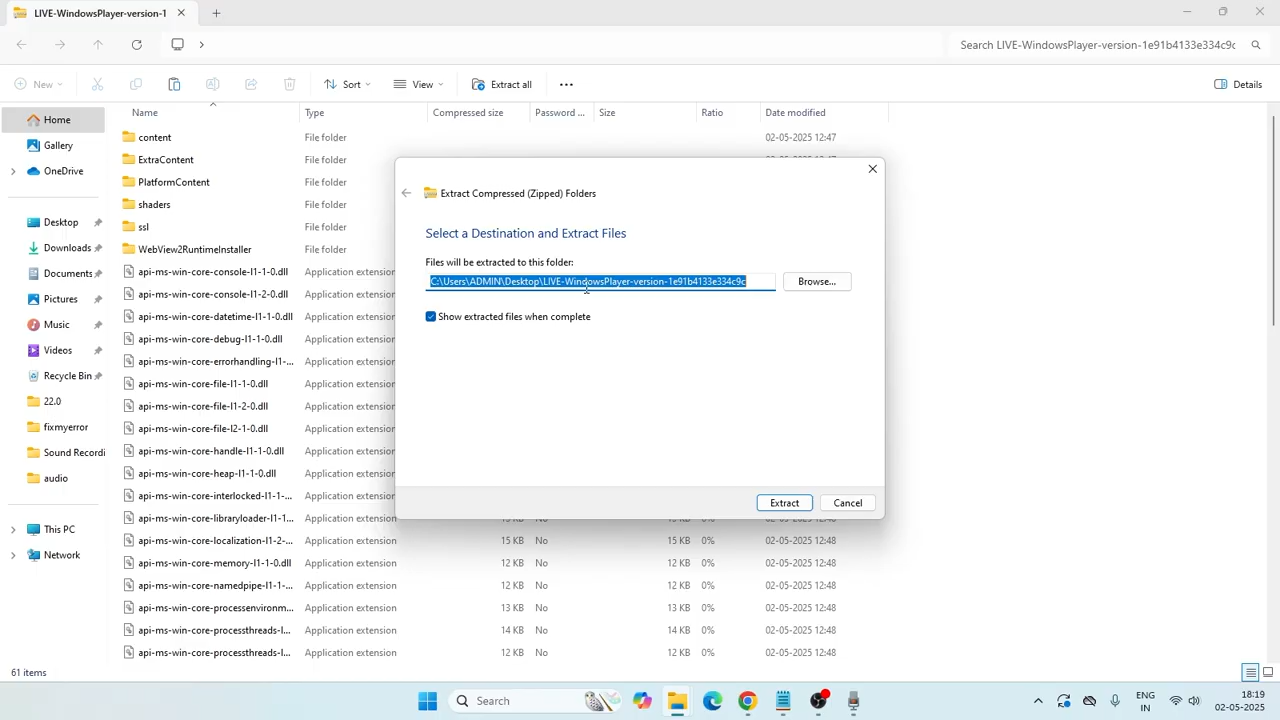 LIVE-WindowsPlayer-version-1
Search LIVE-WindowsPlayer-version-1e91b4133e334c9c
New
Sort
View
Extract all
Details
Name Type Compressed size Password ... Size Ratio Date modified
Home
Gallery
OneDrive
Desktop
Downloads
Documents
Pictures
Music
Videos
Recycle Bin
22.0
fixmyerror
Sound Recordi
audio
This PC
Network
content File folder 02-05-2025 12:47
ExtraContent File folder
PlatformContent File folder
shaders File folder
ssl File folder
WebView2RuntimeInstaller File folder
api-ms-win-core-console-l1-1-0.dll Application extension
api-ms-win-core-console-l1-2-0.dll Application extension
api-ms-win-core-datetime-l1-1-0.dll Application extension
api-ms-win-core-debug-l1-1-0.dll Application extension
api-ms-win-core-errorhandling-l1-... Application extension
api-ms-win-core-file-l1-1-0.dll Application extension
api-ms-win-core-file-l1-2-0.dll Application extension
api-ms-win-core-file-l2-1-0.dll Application extension
api-ms-win-core-handle-l1-1-0.dll Application extension
api-ms-win-core-heap-l1-1-0.dll Application extension
api-ms-win-core-interlocked-l1-1-... Application extension
api-ms-win-core-libraryloader-l1-1... Application extension
api-ms-win-core-localization-l1-2-... Application extension 15 KB No 15 KB 0% 02-05-2025 12:48
api-ms-win-core-memory-l1-1-0.dll Application extension 12 KB No 12 KB 0% 02-05-2025 12:48
api-ms-win-core-namedpipe-l1-1-... Application extension 12 KB No 12 KB 0% 02-05-2025 12:48
api-ms-win-core-processenvironm... Application extension 13 KB No 13 KB 0% 02-05-2025 12:48
api-ms-win-core-processthreads-l... Application extension 14 KB No 14 KB 0% 02-05-2025 12:48
api-ms-win-core-processthreads-l... Application extension 12 KB No 12 KB 0% 02-05-2025 12:48
Extract Compressed (Zipped) Folders
Select a Destination and Extract Files
Files will be extracted to this folder:
C:\Users\ADMIN\Desktop\LIVE-WindowsPlayer-version-1e91b4133e334c9c
Browse...
Show extracted files when complete
Extract
Cancel
61 items
Search
ENG
IN
18:19
02-05-2025